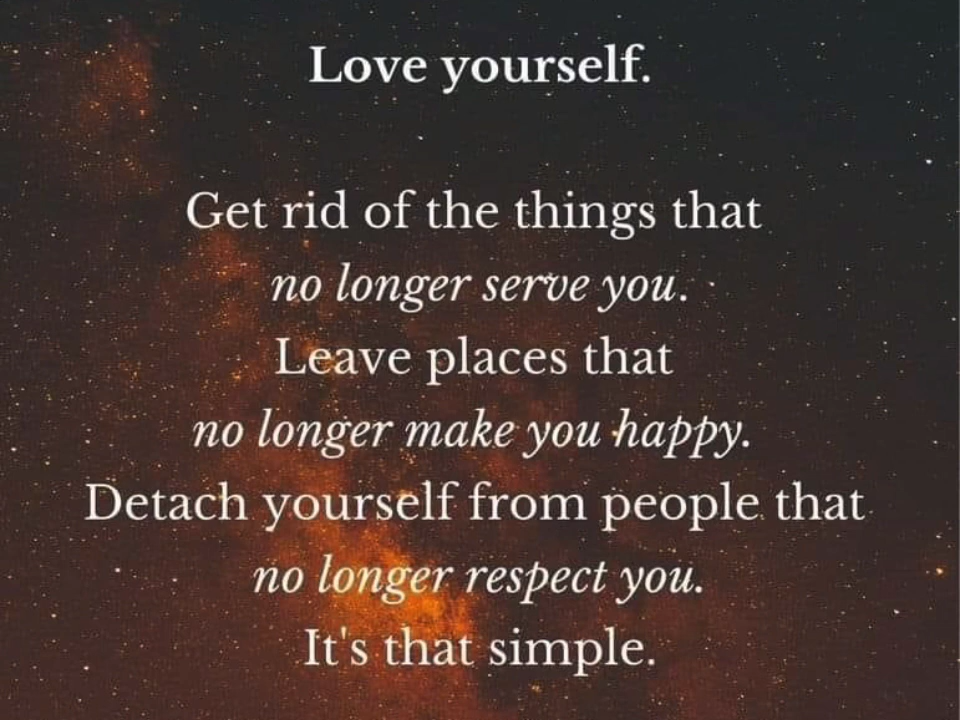 Love yourself.
Get rid of the things that
no longer serve you.
Leave places that
no longer make you happy.
Detach yourself from people that
no longer respect you.
It's that simple.